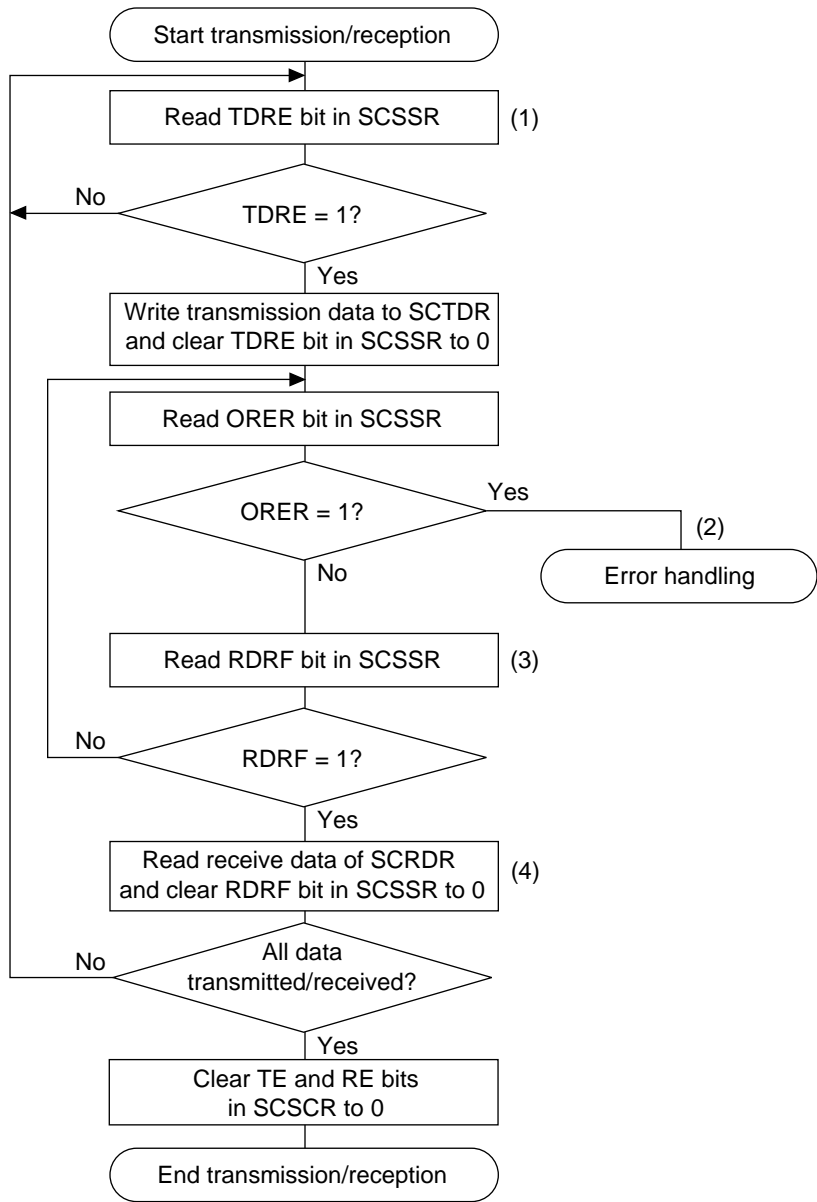 Start transmission/reception
Read TDRE bit in SCSSR
(1)
No
TDRE = 1?
Yes
Write transmission data to SCTDR
and clear TDRE bit in SCSSR to 0
Read ORER bit in SCSSR
Yes
ORER = 1?
(2)
No
Error handling
Read RDRF bit in SCSSR
(3)
No
RDRF = 1?
Yes
Read receive data of SCRDR
and clear RDRF bit in SCSSR to 0
(4)
All data
transmitted/received?
No
Yes
Clear TE and RE bits
in SCSCR to 0
End transmission/reception